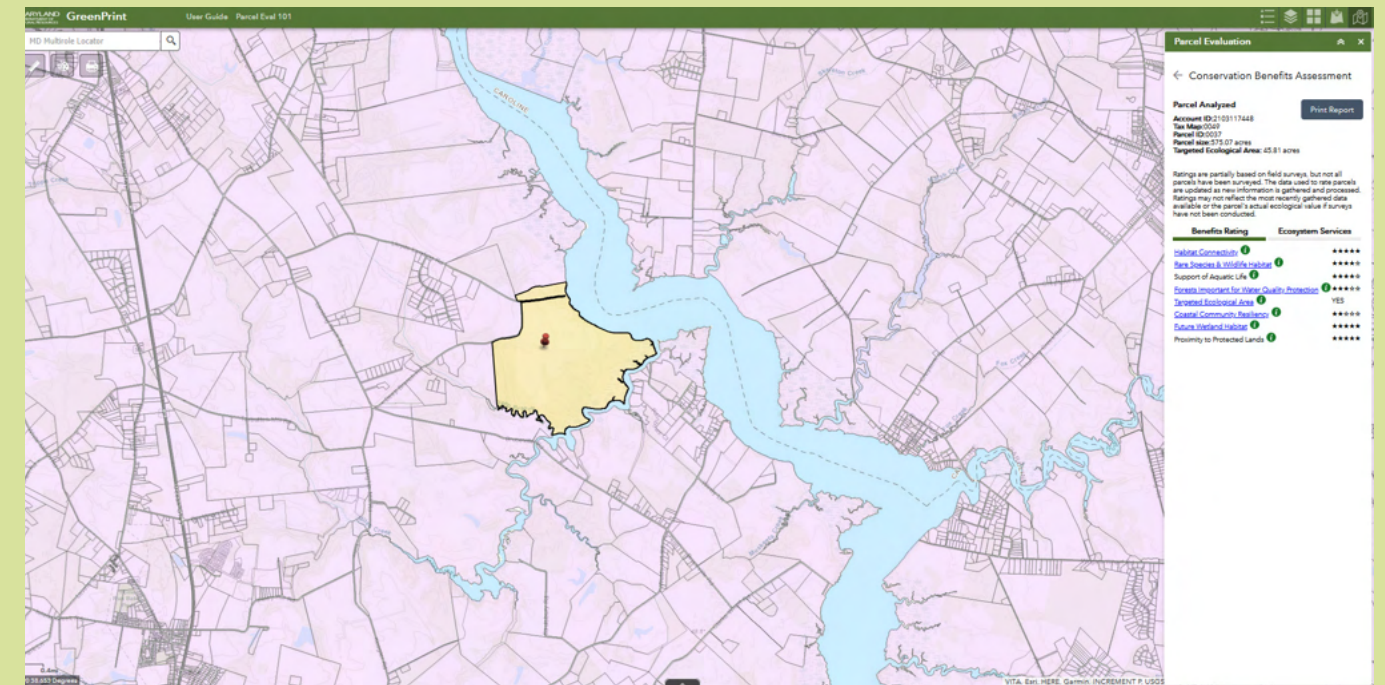 MARYLAND
GreenPrint
User Guide Parcel Eval 101
MD Multirole Locator
CAROLINE
Parcel Evaluation
← Conservation Benefits Assessment
Parcel Analyzed
Print Report
Account ID:2103117448
Tax Map:0049
Parcel ID:0037
Parcel size:575.07 acres
Targeted Ecological Area: 45.81 acres
Ratings are partially based on field surveys, but not all
parcels have been surveyed. The data used to rate parcels
are updated as new information is gathered and processed.
Ratings may not reflect the most recently gathered data
available or the parcel's actual ecological value if surveys
have not been conducted.
Benefits Rating Ecosystem Services
Habitat Connectivity ★★★★★
Rare Species & Wildlife Habitat ★★★★☆
Support of Aquatic Life ★★★★☆
Forests Important for Water Quality Protection ★★★☆☆
Targeted Ecological Area YES
Coastal Community Resiliency ★★☆☆☆
Future Wetland Habitat ★★★★★
Proximity to Protected Lands ★★★★★
0.4mi
Degrees
VITA, Esri, HERE, Garmin, INCREMENT P, USGS